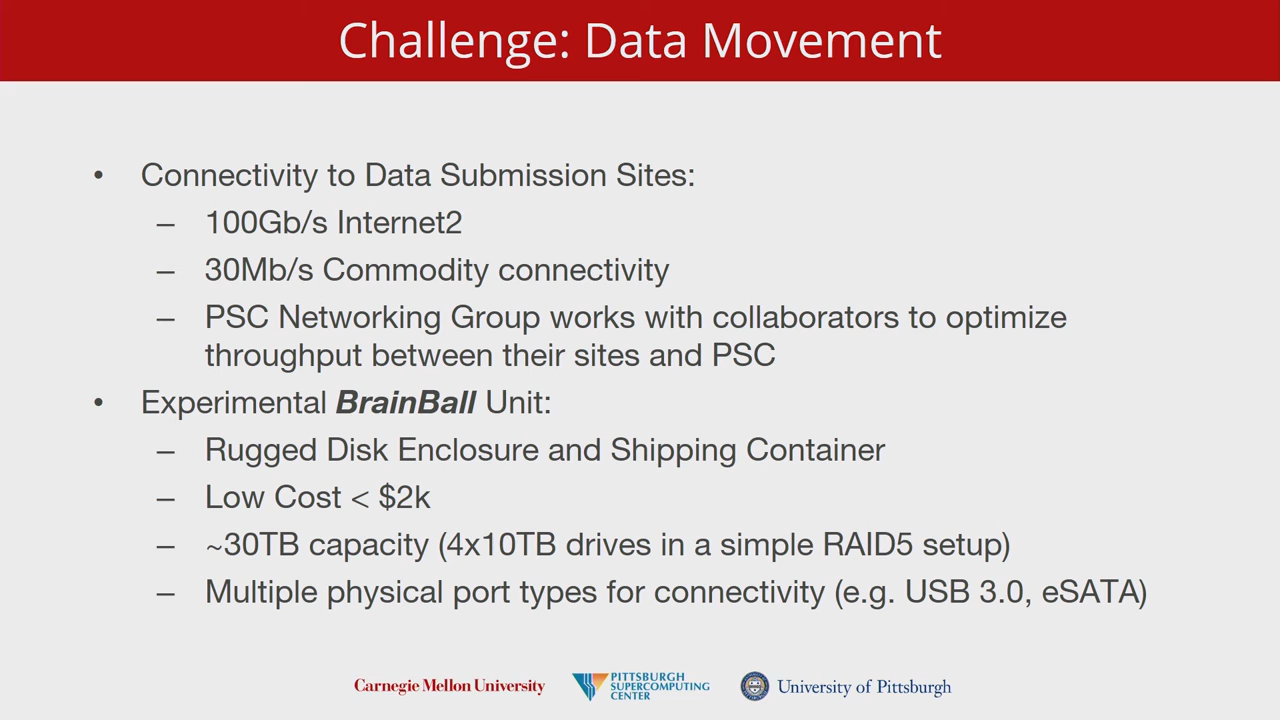 Challenge: Data Movement
• Connectivity to Data Submission Sites:
– 100Gb/s Internet2
– 30Mb/s Commodity connectivity
– PSC Networking Group works with collaborators to optimize
throughput between their sites and PSC
• Experimental BrainBall Unit:
– Rugged Disk Enclosure and Shipping Container
– Low Cost < $2k
– ~30TB capacity (4x10TB drives in a simple RAID5 setup)
– Multiple physical port types for connectivity (e.g. USB 3.0, eSATA)
Carnegie Mellon University
PITTSBURGH
SUPERCOMPUTING
CENTER
University of Pittsburgh